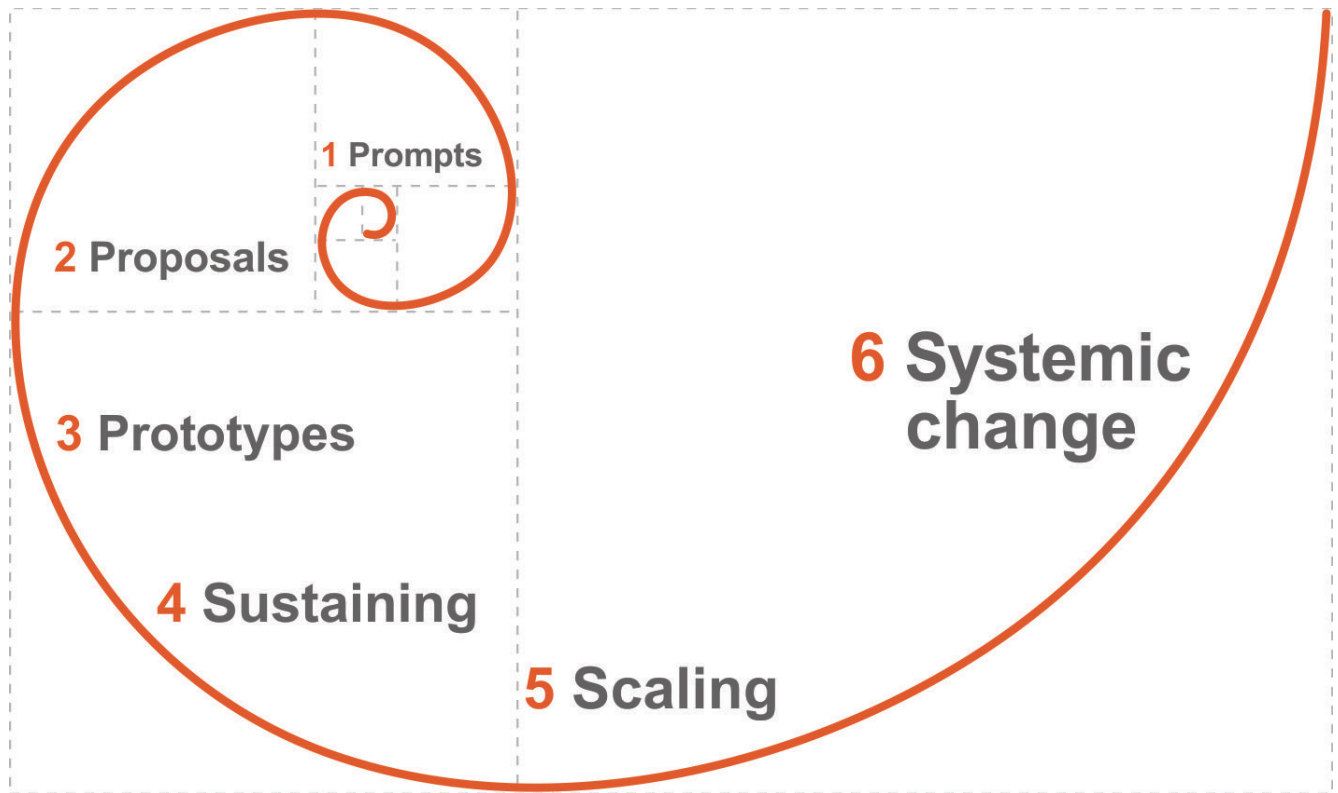 1 Prompts
2 Proposals
3 Prototypes
4 Sustaining
5 Scaling
6 Systemic
change